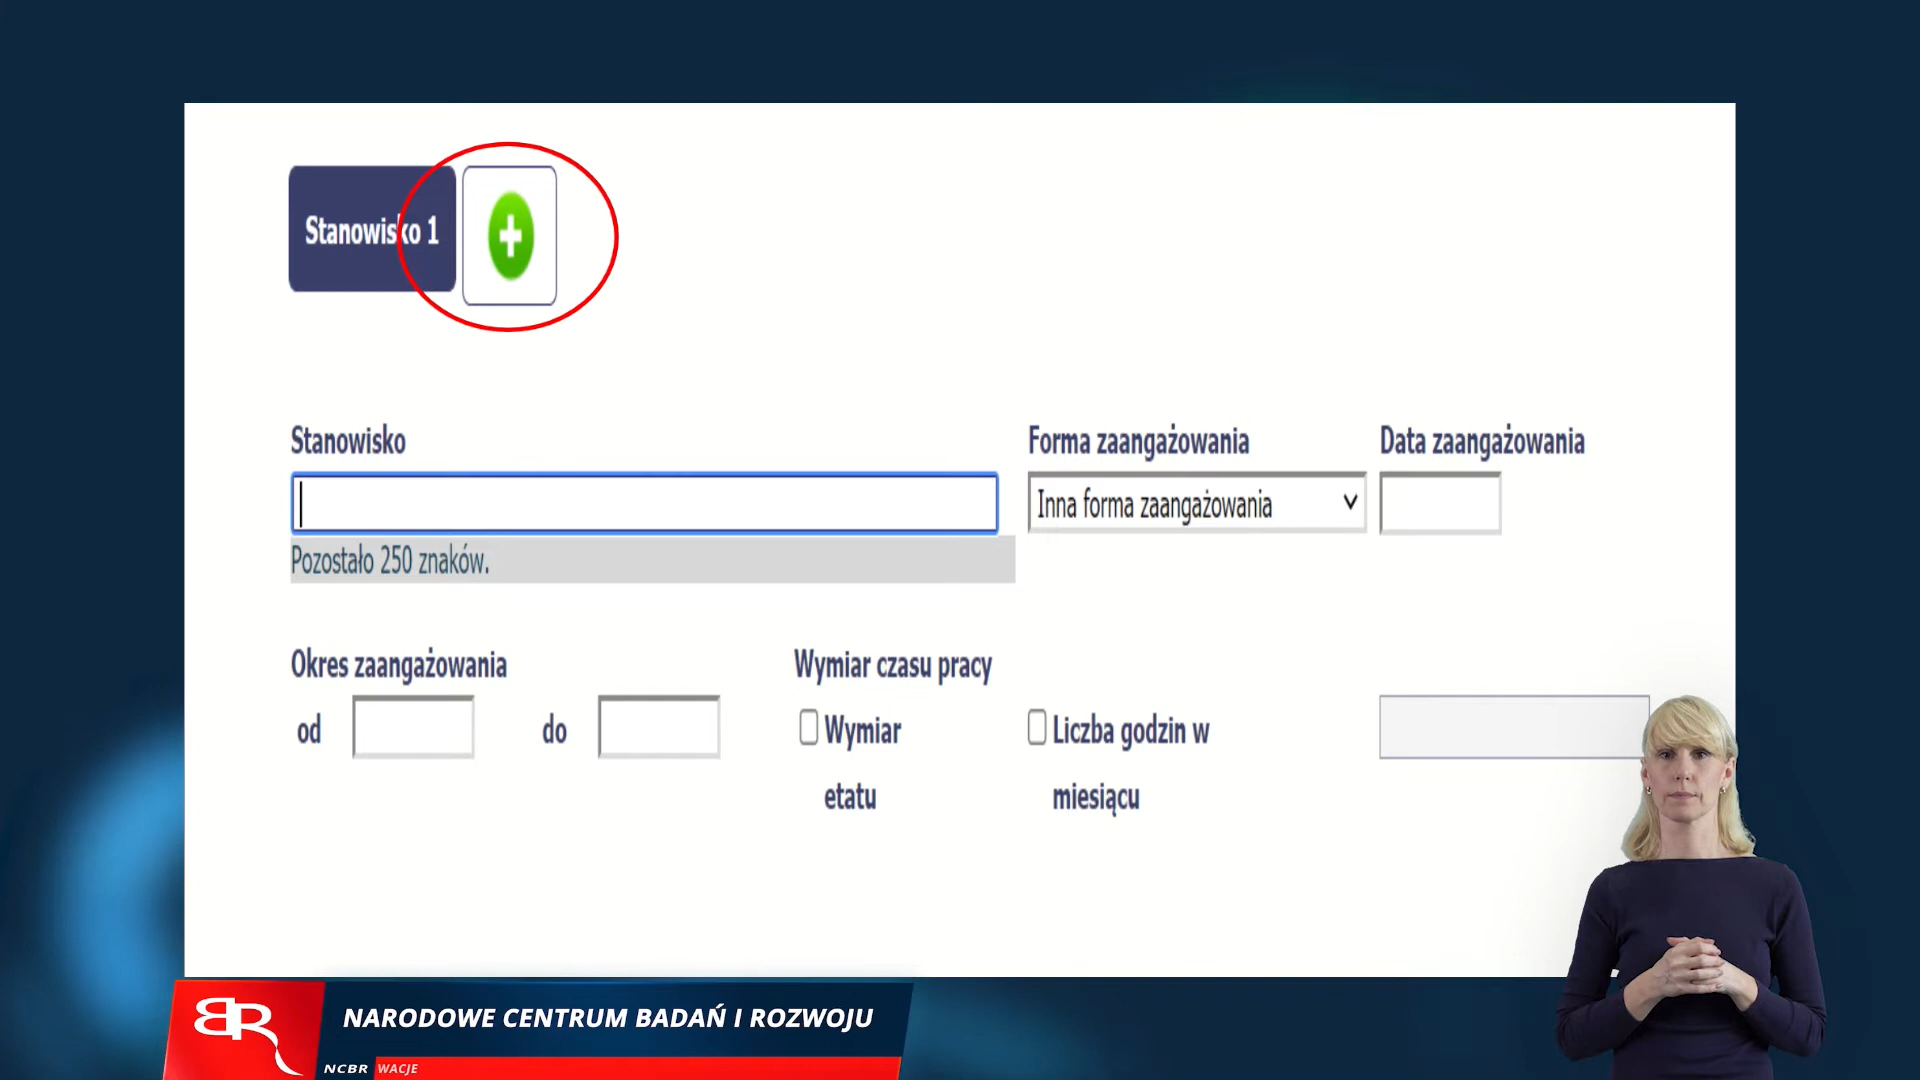 Stanowisko 1
Stanowisko
Forma zaangażowania
Data zaangażowania
Inna forma zaangażowania
Pozostało 250 znaków.
Okres zaangażowania
Wymiar czasu pracy
od
do
Wymiar
etatu
Liczba godzin w
miesiącu
BR
NARODOWE CENTRUM BADAŃ I ROZWOJU
NCBR
WACJE